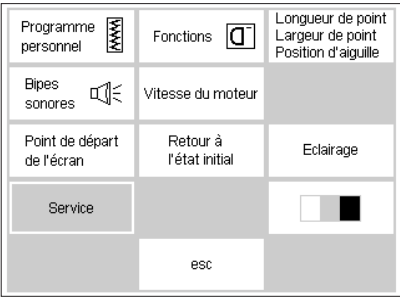 Programme
personnel
Fonctions
Longueur de point
Largeur de point
Position d'aiguille
Bipes
sonores
Vitesse du moteur
Point de départ
de l'écran
Retour à
l'état initial
Eclairage
Service
esc